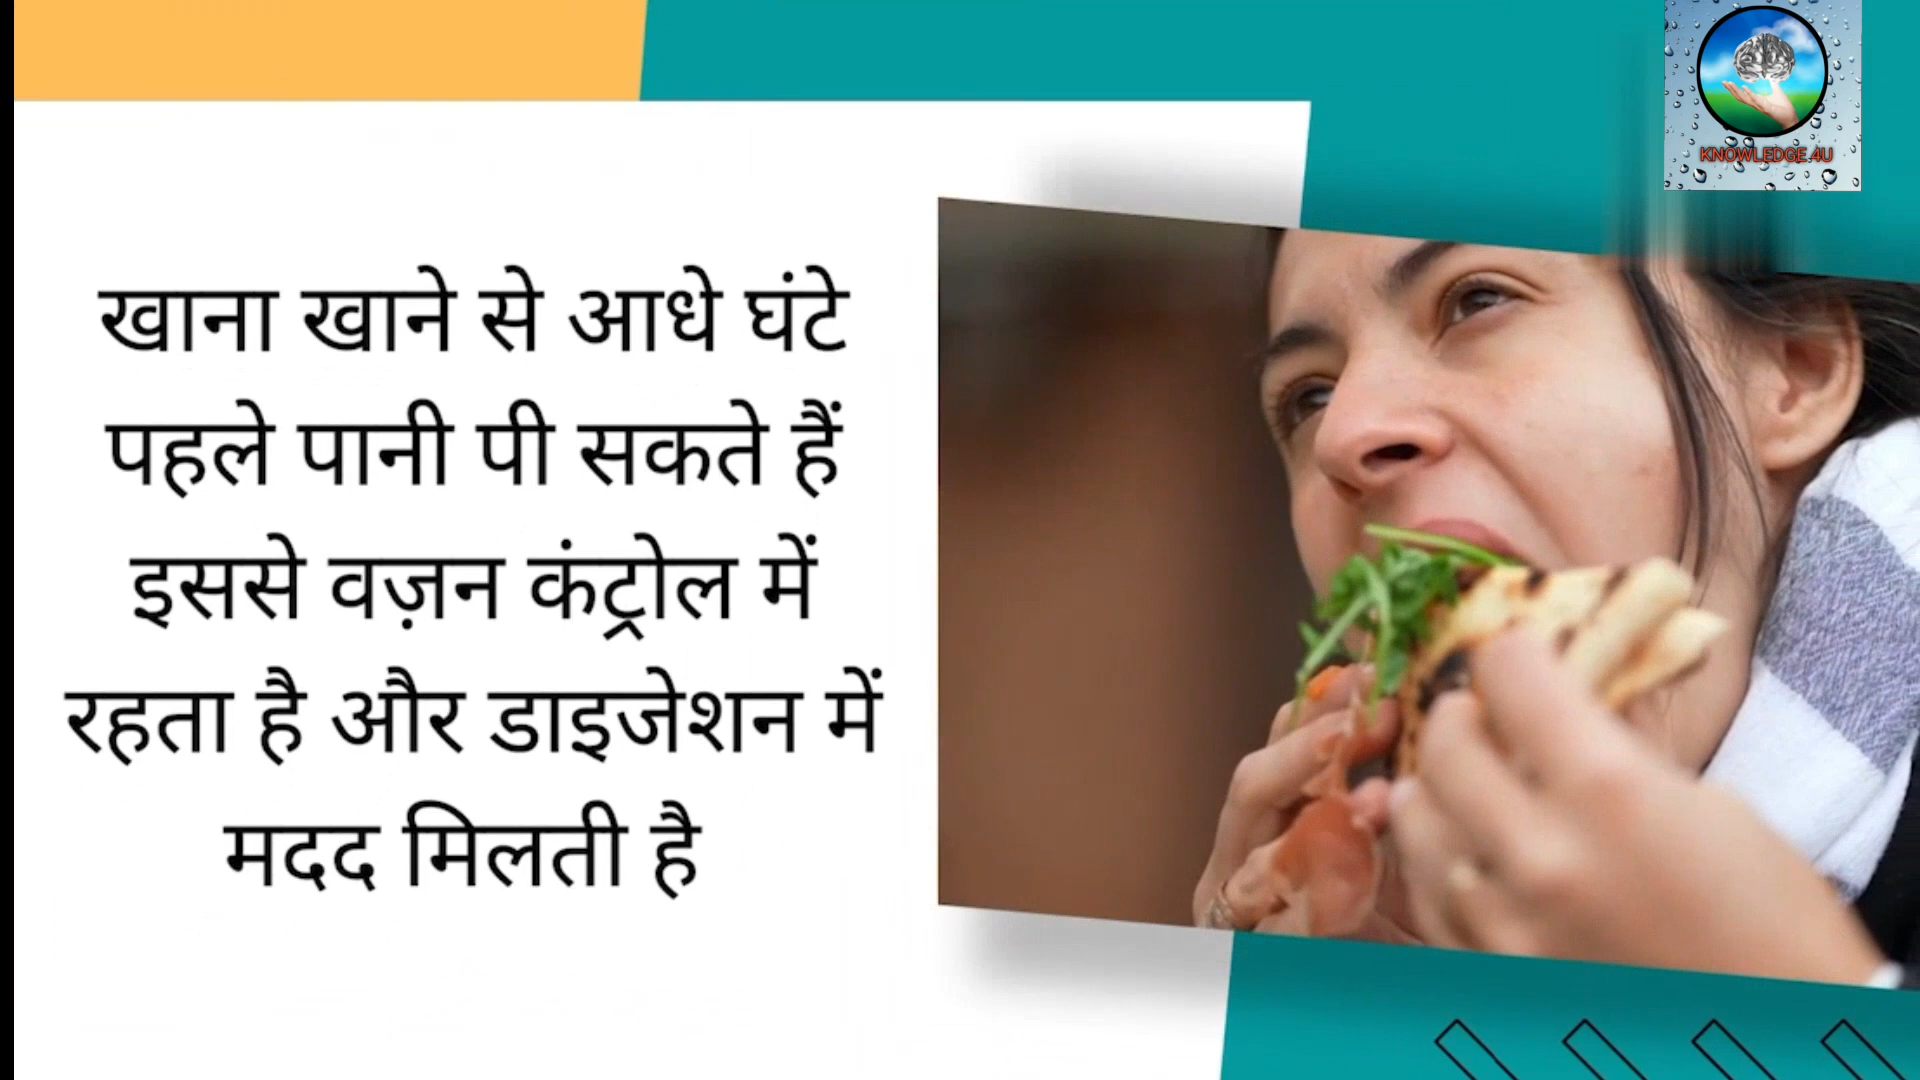 KNOWLEDGE 4U
खाना खाने से आधे घंटे
पहले पानी पी सकते हैं
इससे वज़न कंट्रोल में
रहता है और डाइजेशन में
मदद मिलती है